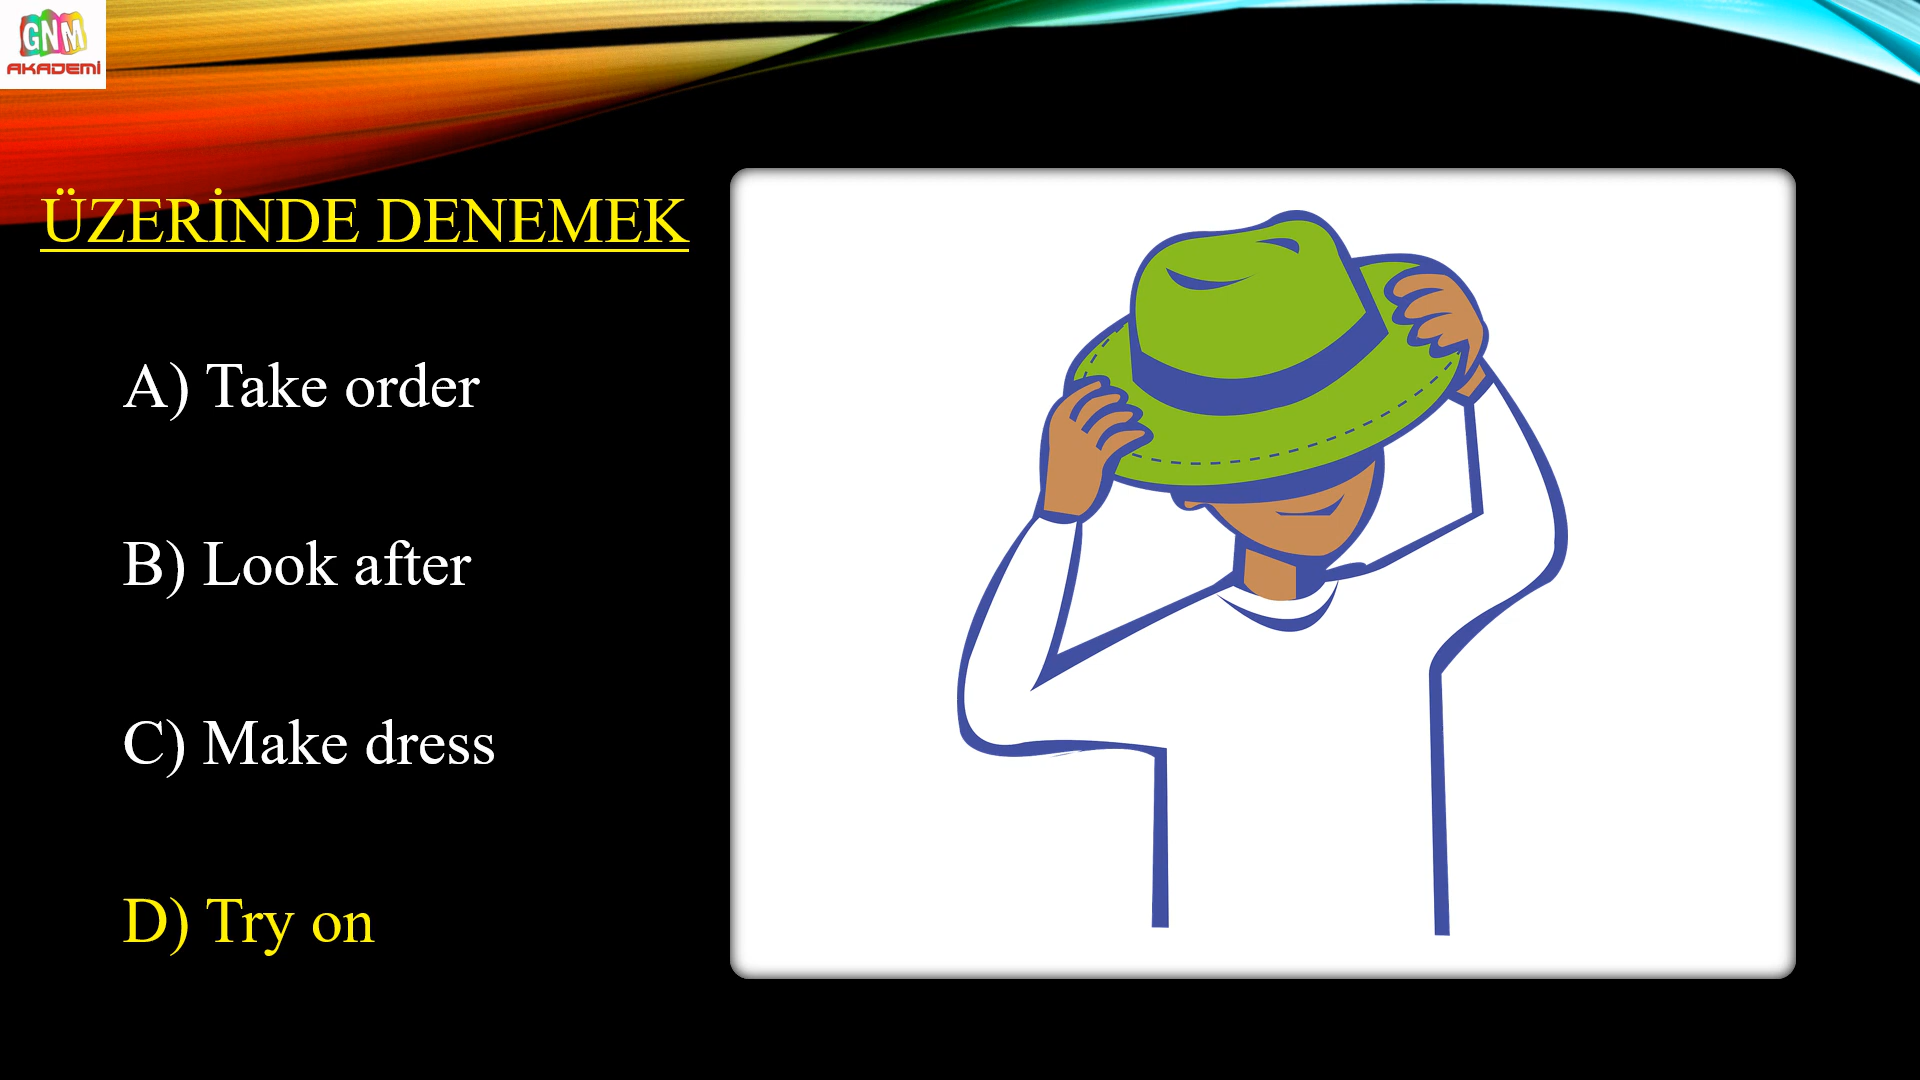 GNM
AKADEMİ
ÜZERİNDE DENEMEK
A) Take order
B) Look after
C) Make dress
D) Try on